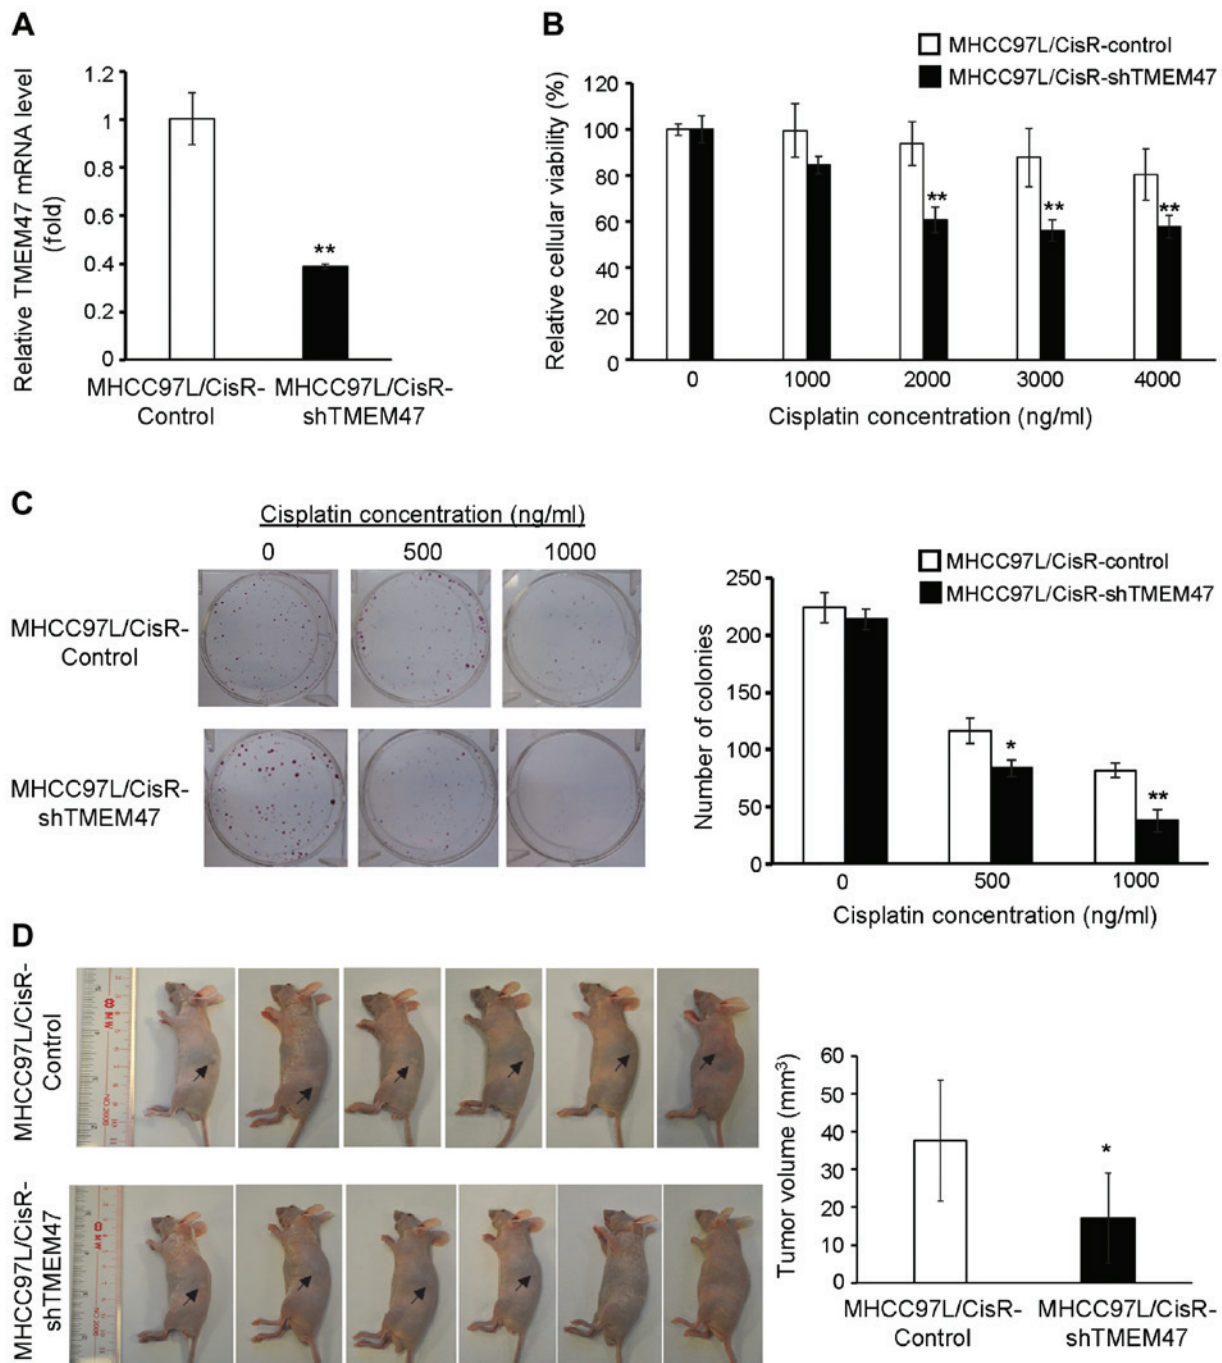 A
Relative TMEM47 mRNA level
(fold)
1.2
1
0.8
0.6
0.4
0.2
0
**
MHCC97L/CisR-
Control
MHCC97L/CisR-
shTMEM47
B
MHCC97L/CisR-control
MHCC97L/CisR-shTMEM47
Relative cellular viability (%)
120
100
80
60
40
20
0
**
**
**
0 1000 2000 3000 4000
Cisplatin concentration (ng/ml)
C
Cisplatin concentration (ng/ml)
0 500 1000
MHCC97L/CisR-
Control
MHCC97L/CisR-
shTMEM47
MHCC97L/CisR-control
MHCC97L/CisR-shTMEM47
Number of colonies
250
200
150
100
50
0
*
**
0 500 1000
Cisplatin concentration (ng/ml)
D
MHCC97L/CisR-
Control
MHCC97L/CisR-
shTMEM47
Tumor volume (mm³)
60
50
40
30
20
10
0
*
MHCC97L/CisR-
Control
MHCC97L/CisR-
shTMEM47